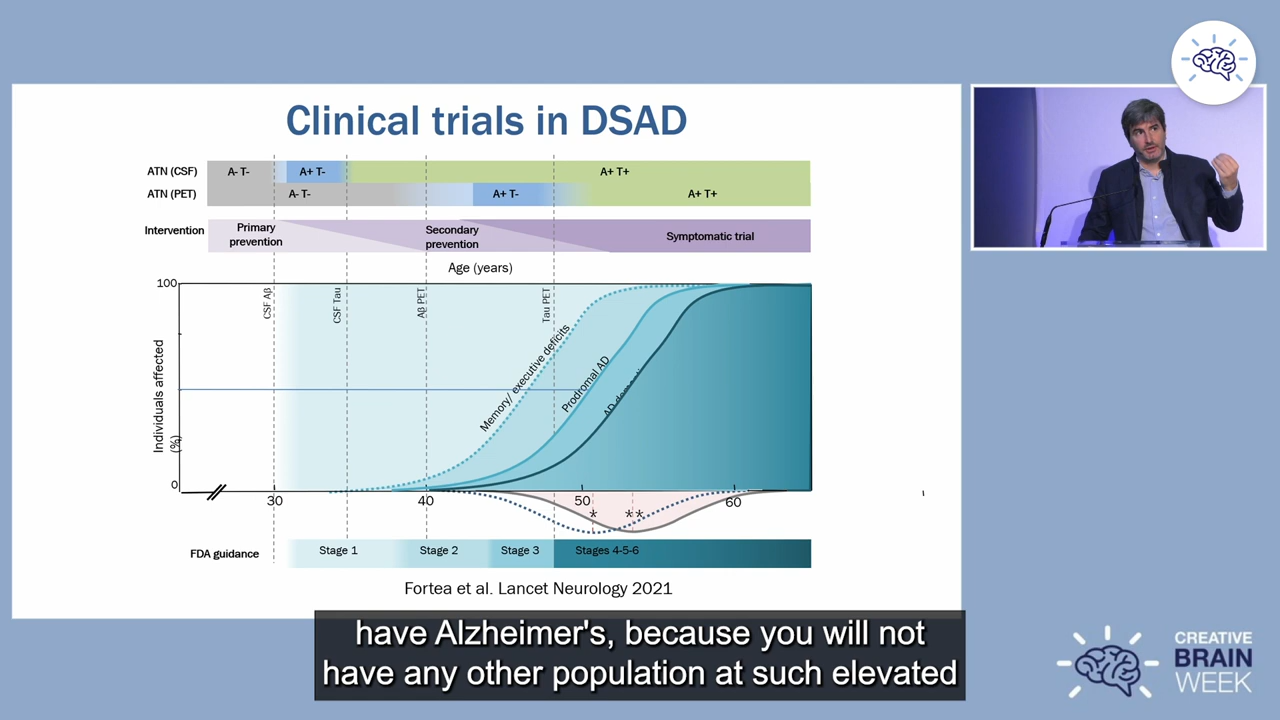 Clinical trials in DSAD
ATN (CSF)
A- T-
A+ T-
A+ T+
ATN (PET)
A- T-
A+ T-
A+ T+
Intervention
Primary
prevention
Secondary
prevention
Symptomatic trial
Age (years)
100
CSF Aβ
CSF Tau
Aβ PET
Tau PET
Individuals affected
(%)
Memory/ executive deficits
Prodromal AD
AD
0
30
40
50
60
*
**
FDA guidance
Stage 1
Stage 2
Stage 3
Stages 4-5-6
Fortea et al. Lancet Neurology 2021
have Alzheimer's, because you will not
have any other population at such elevated
CREATIVE
BRAIN
WEEK